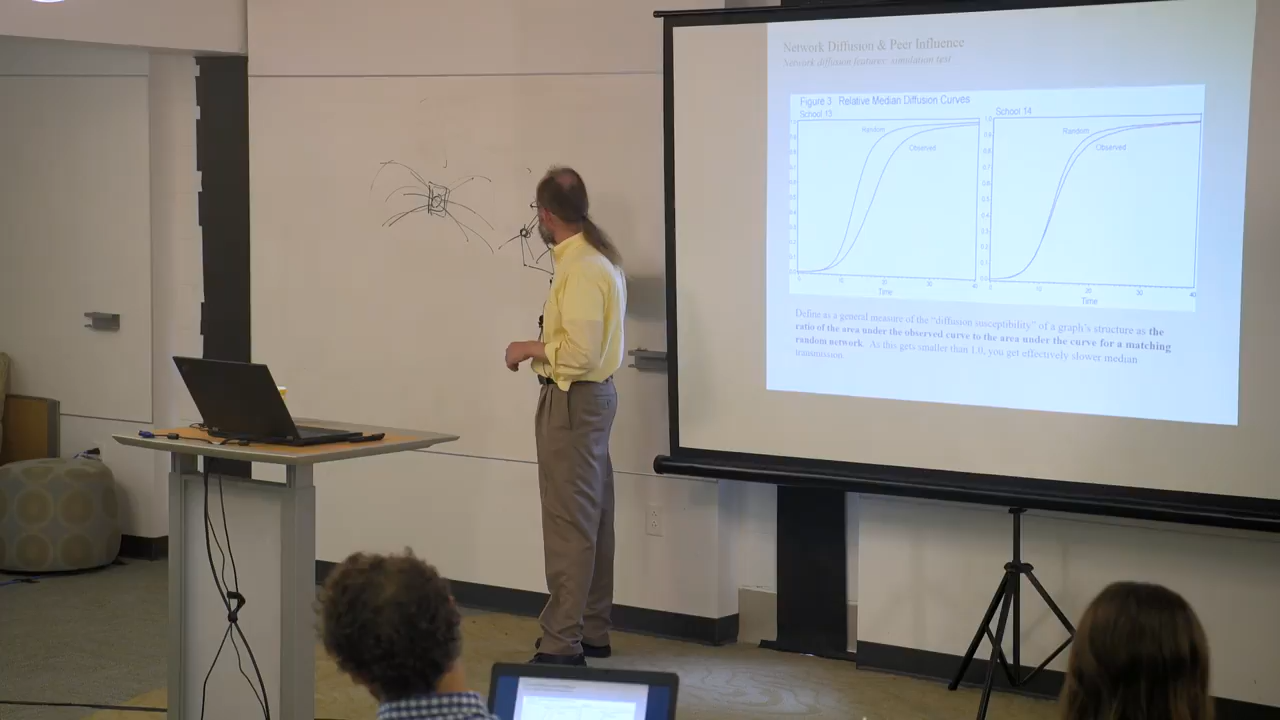 Network Diffusion & Peer Influence
Network diffusion features: simulation test
Figure 3 Relative Median Diffusion Curves
School 13
School 14
Random
Observed
Random
Observed
Time
Time
Define as a general measure of the "diffusion susceptibility" of a graph's structure as the
ratio of the area under the observed curve to the area under the curve for a matching
random network. As this gets smaller than 1.0, you get effectively slower median
transmission.